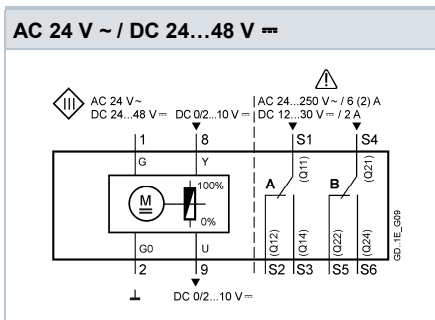 AC 24 V ~ / DC 24...48 V ⎓
III
AC 24 V~
DC 24...48 V ⎓ DC 0/2...10 V ⎓
AC 24...250 V~ / 6 (2) A
DC 12...30 V ⎓ / 2 A
1 8 S1 S4
G Y (Q11) (Q21)
100%
A B
M
0%
G0 U (Q12) (Q14) (Q22) (Q24)
GD..1E_G09
2 9 S2 S3 S5 S6
DC 0/2...10 V ⎓